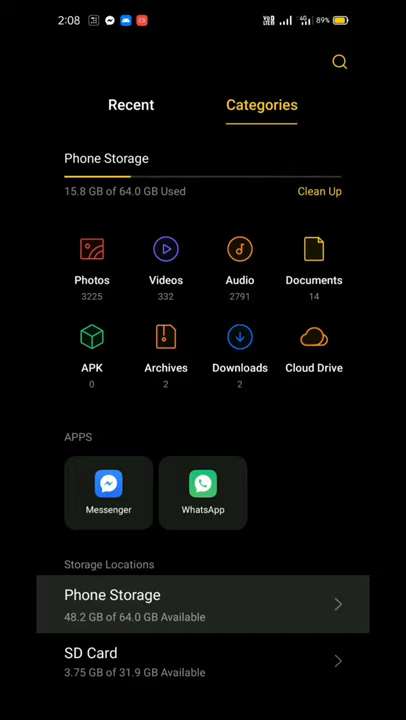 2:08 VoD LTE 4G 89%
Recent Categories
Phone Storage
15.8 GB of 64.0 GB Used Clean Up
Photos Videos Audio Documents
3225 332 2791 14
APK Archives Downloads Cloud Drive
0 2 2
APPS
Messenger WhatsApp
Storage Locations
Phone Storage
48.2 GB of 64.0 GB Available
SD Card
3.75 GB of 31.9 GB Available